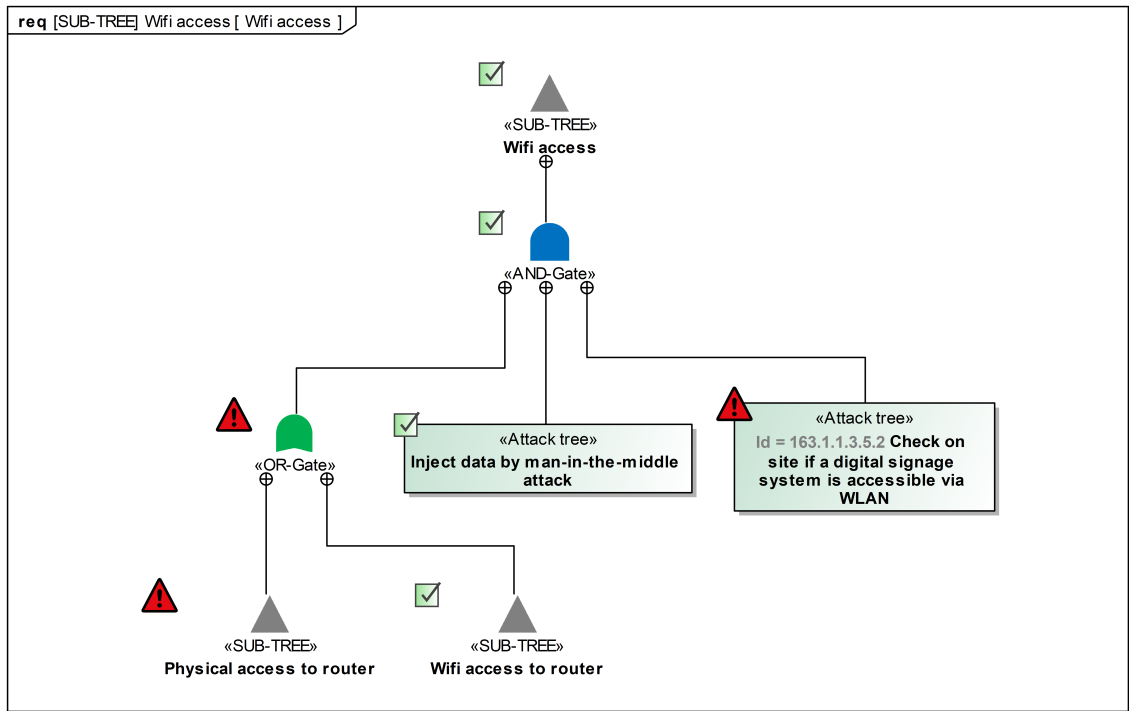 req [SUB-TREE] Wifi access [ Wifi access ]
«SUB-TREE»
Wifi access
«AND-Gate»
«OR-Gate»
«Attack tree»
Inject data by man-in-the-middle
attack
«Attack tree»
Id = 163.1.1.3.5.2 Check on
site if a digital signage
system is accessible via
WLAN
«SUB-TREE»
Physical access to router
«SUB-TREE»
Wifi access to router